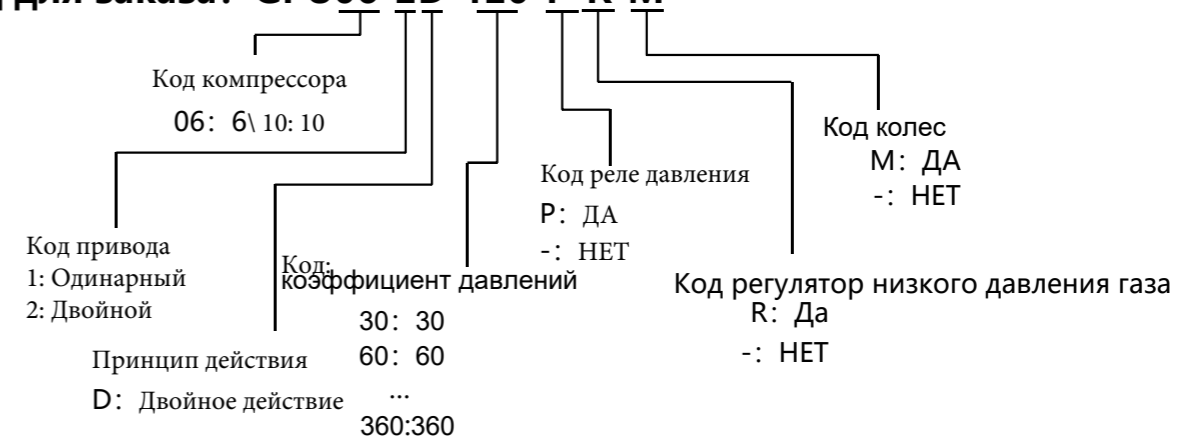 для заказа:
Код компрессора
06: 6\ 10: 10
Код колес
M: ДА
-: НЕТ
Код реле давления
P: ДА
-: НЕТ
Код привода
1: Одинарный
2: Двойной
Код:
коэффициент давлений
30: 30
60: 60
...
360:360
Код регулятор низкого давления газа
R: Да
-: НЕТ
Принцип действия
D: Двойное действие